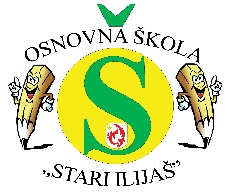 OSNOVNA ŠKOLA
Š
„STARI ILIJAŠ”